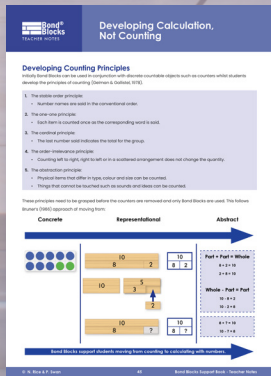 Bond®
Blocks
TEACHER NOTES
Developing Calculation,
Not Counting
Developing Counting Principles
Initially Bond Blocks can be used in conjunction with discrete countable objects such as counters whilst students
develop the principles of counting (Gelman & Gallistel, 1978).
1. The stable order principle:
- Number names are said in the conventional order.
2. The one-one principle:
- Each item is counted once as the corresponding word is said.
3. The cardinal principle:
- The last number said indicates the total for the group.
4. The order-irrelevance principle:
- Counting left to right, right to left or in a scattered arrangement does not change the quantity.
5. The abstraction principle:
- Physical items that differ in type, colour and size can be counted.
- Things that cannot be touched such as sounds and ideas can be counted.
These principles need to be grasped before the counters are removed and only Bond Blocks are used. This follows
Bruner's (1966) approach of moving from:
Concrete Representational Abstract
10
8 2
10
8 2
Part + Part = Whole
8 + 2 = 10
2 + 8 = 10
10 5
3
2
Whole - Part = Part
10 - 8 = 2
10 - 2 = 8
10
8 ?
10
8 ?
8 + ? = 10
10 - ? = 8
Bond Blocks support students moving from counting to calculating with numbers.
© N. Rice & P. Swan
45
Bond Blocks Support Book - Teacher Notes